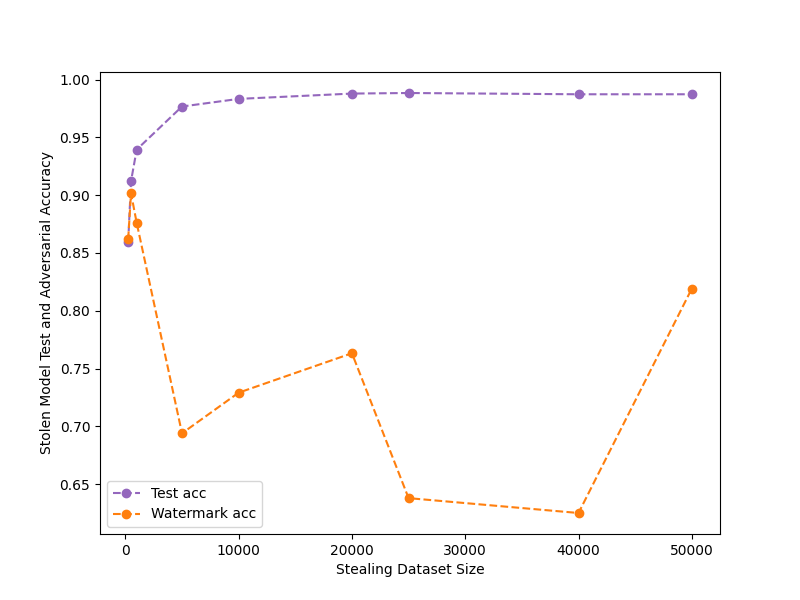 1.00
0.95
0.90
0.85
0.80
0.75
0.70
0.65
Stolen Model Test and Adversarial Accuracy
Test acc
Watermark acc
0 10000 20000 30000 40000 50000
Stealing Dataset Size